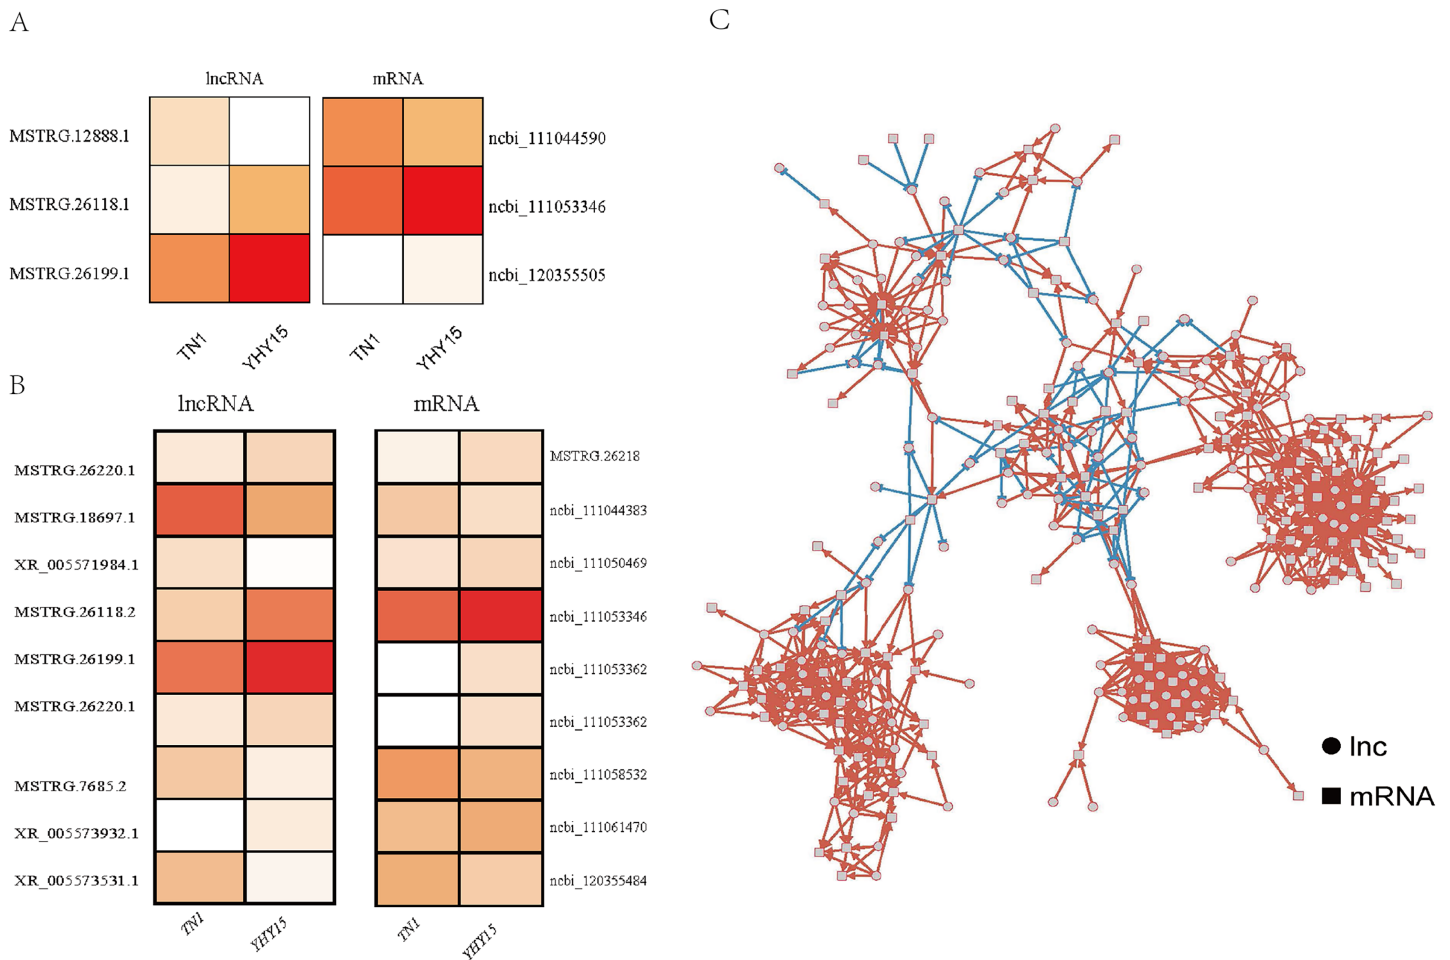 A
lncRNA
mRNA
MSTRG.12888.1
ncbi_111044590
MSTRG.26118.1
ncbi_111053346
MSTRG.26199.1
ncbi_120355505
TN1
YHY15
TN1
YHY15
B
lncRNA
mRNA
MSTRG.26220.1
MSTRG.26218
MSTRG.18697.1
ncbi_111044383
XR_005571984.1
ncbi_111050469
MSTRG.26118.2
ncbi_111053346
MSTRG.26199.1
ncbi_111053362
MSTRG.26220.1
ncbi_111053362
MSTRG.7685.2
ncbi_111058532
XR_005573932.1
ncbi_111061470
XR_005573531.1
ncbi_120355484
TN1
YHY15
TN1
YHY15
C
lnc
mRNA